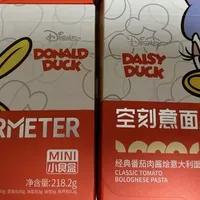 Disney
DONALD
DUCK
RMETER
MINI
小食盒
净含量:218.2g
Disney
DAISY
DUCK
空刻意面
经典番茄肉酱烩意大利面
CLASSIC TOMATO
BOLOGNESE PASTA